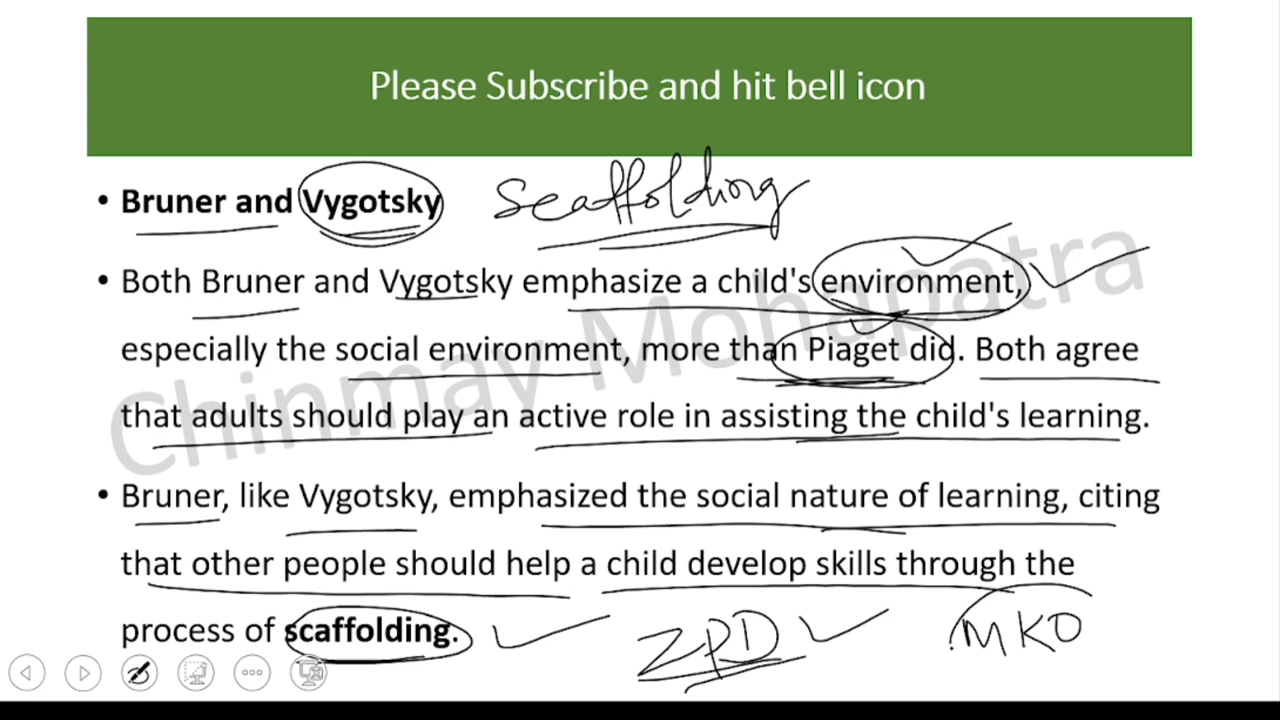 Please Subscribe and hit bell icon
• Bruner and Vygotsky Scaffolding
• Both Bruner and Vygotsky emphasize a child's environment,
especially the social environment, more than Piaget did. Both agree
that adults should play an active role in assisting the child's learning.
• Bruner, like Vygotsky, emphasized the social nature of learning, citing
that other people should help a child develop skills through the
process of scaffolding. ZPD MKO
Chinmay Mohapatra